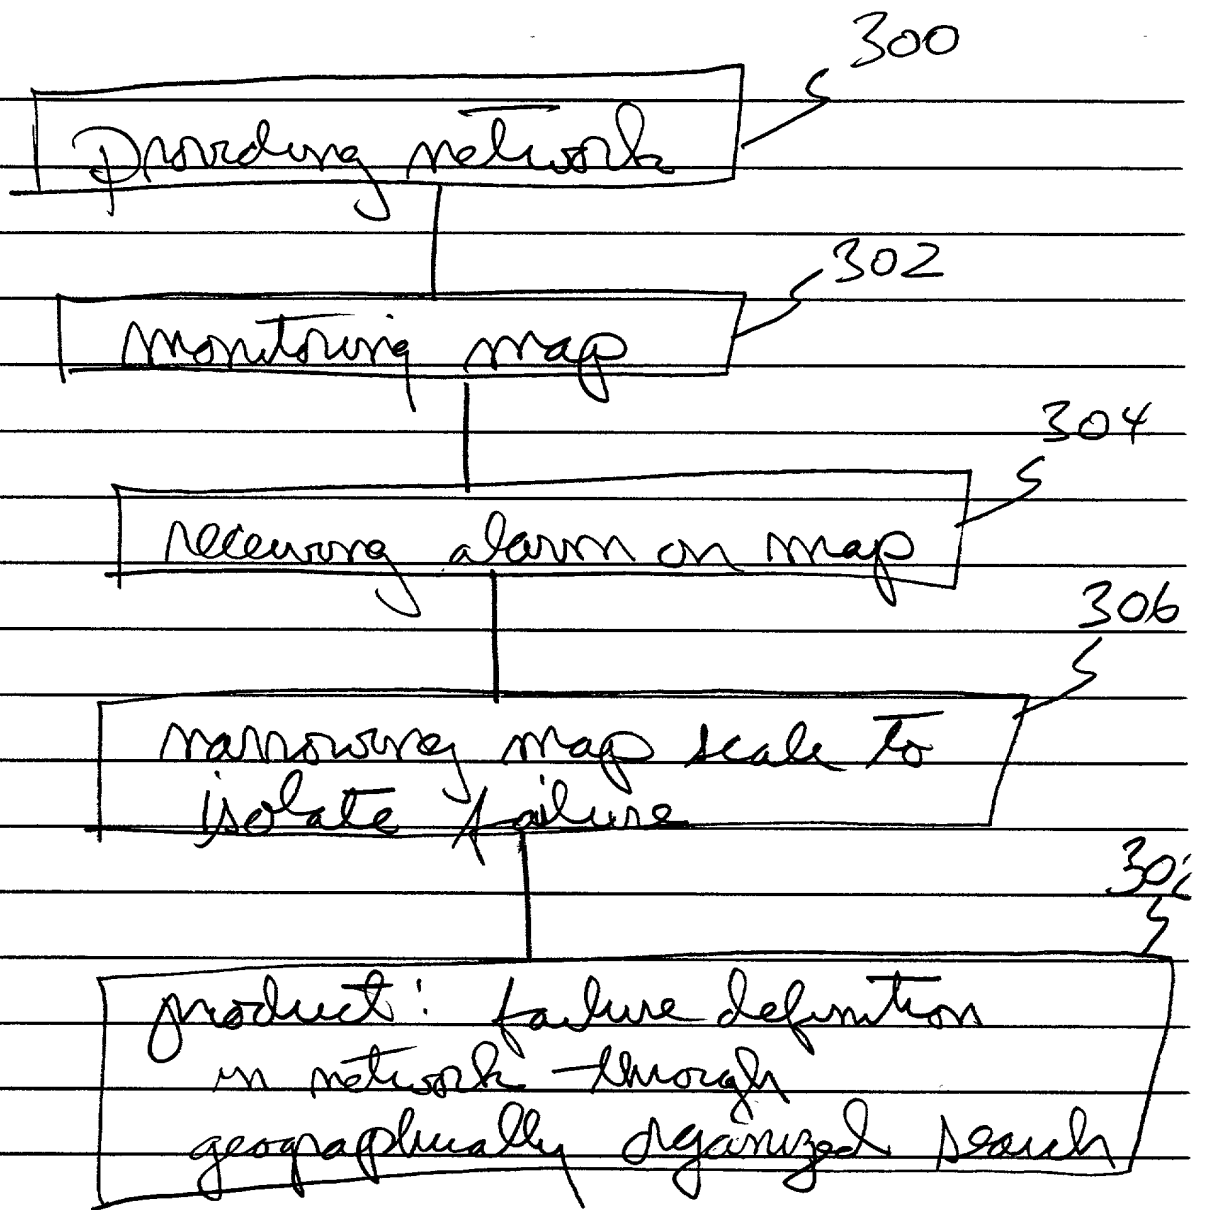 300
providing network
302
monitoring map
304
receiving alarm on map
306
narrowing map scale to
isolate failure
product: failure definition
in network through
geographically organized search